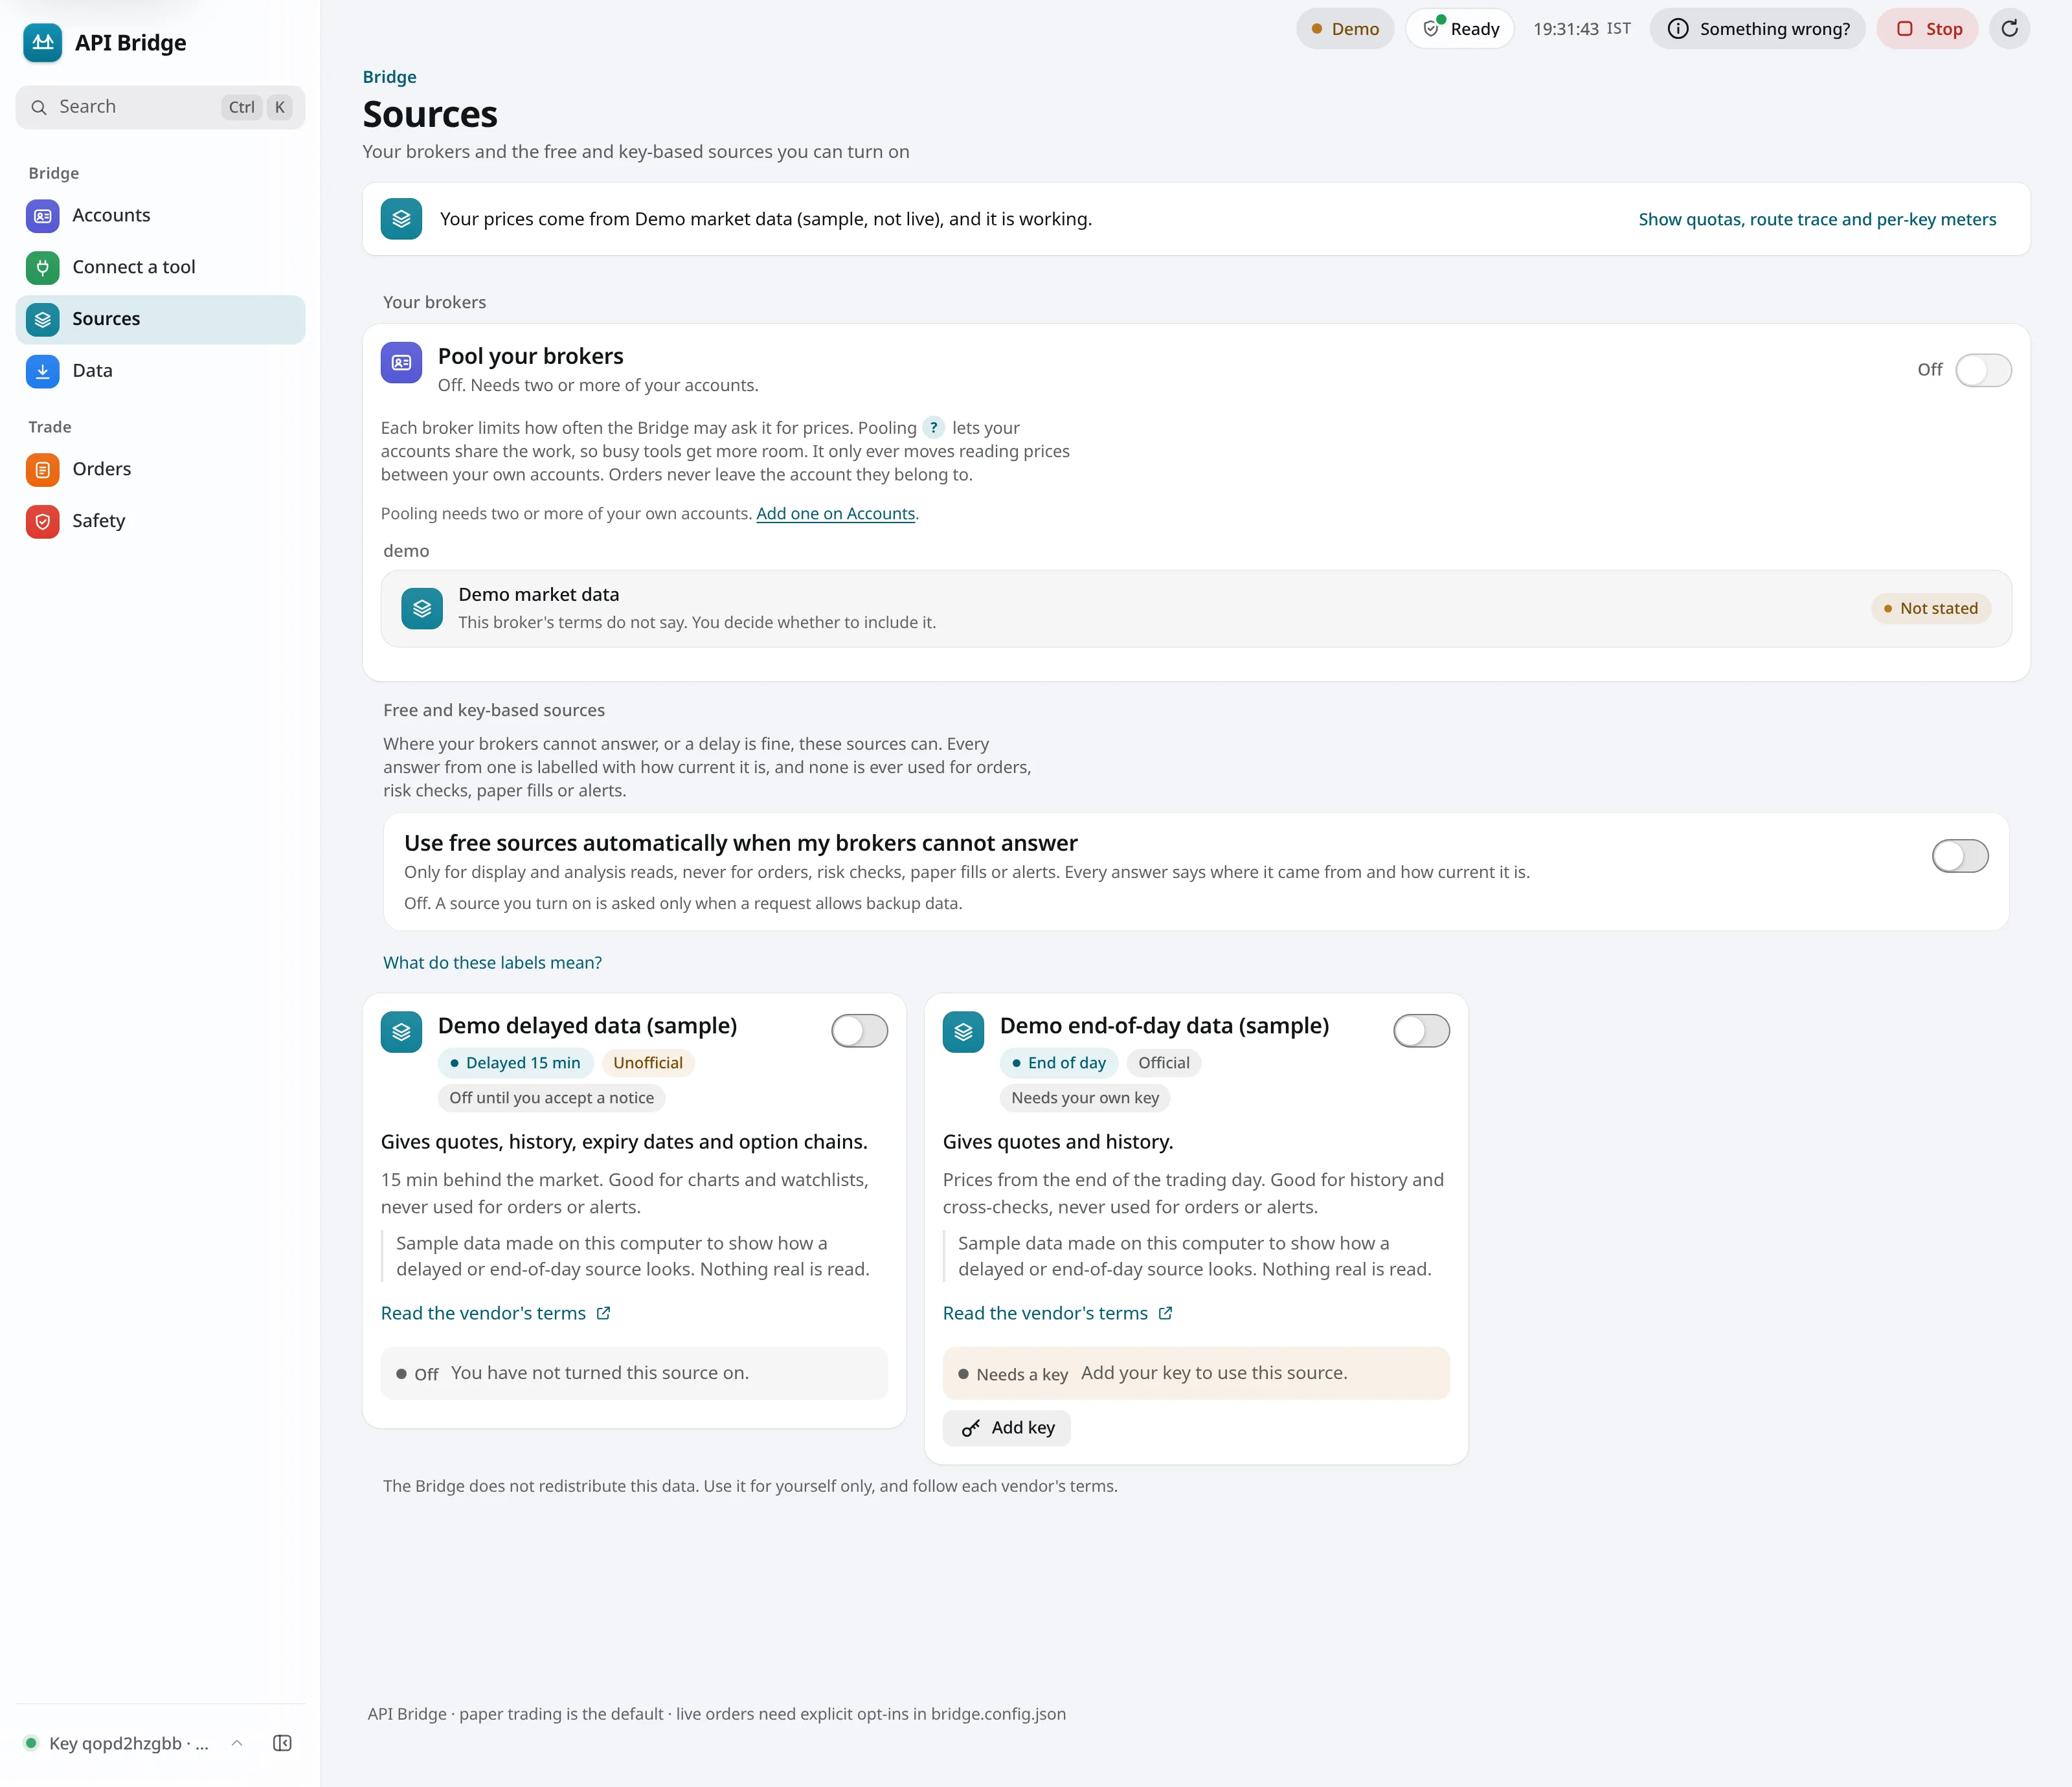 API Bridge
Search Ctrl K
Bridge
Accounts
Connect a tool
Sources
Data
Trade
Orders
Safety
Key qopd2hzgbb · ...
Demo Ready 19:31:43 IST Something wrong? Stop
Bridge
Sources
Your brokers and the free and key-based sources you can turn on
Your prices come from Demo market data (sample, not live), and it is working. Show quotas, route trace and per-key meters
Your brokers
Pool your brokers
Off. Needs two or more of your accounts.
Off
Each broker limits how often the Bridge may ask it for prices. Pooling ? lets your
accounts share the work, so busy tools get more room. It only ever moves reading prices
between your own accounts. Orders never leave the account they belong to.
Pooling needs two or more of your own accounts. Add one on Accounts.
demo
Demo market data
This broker's terms do not say. You decide whether to include it.
Not stated
Free and key-based sources
Where your brokers cannot answer, or a delay is fine, these sources can. Every
answer from one is labelled with how current it is, and none is ever used for orders,
risk checks, paper fills or alerts.
Use free sources automatically when my brokers cannot answer
Only for display and analysis reads, never for orders, risk checks, paper fills or alerts. Every answer says where it came from and how current it is.
Off. A source you turn on is asked only when a request allows backup data.
What do these labels mean?
Demo delayed data (sample)
Delayed 15 min Unofficial
Off until you accept a notice
Gives quotes, history, expiry dates and option chains.
15 min behind the market. Good for charts and watchlists,
never used for orders or alerts.
Sample data made on this computer to show how a
delayed or end-of-day source looks. Nothing real is read.
Read the vendor's terms
Off You have not turned this source on.
Demo end-of-day data (sample)
End of day Official
Needs your own key
Gives quotes and history.
Prices from the end of the trading day. Good for history and
cross-checks, never used for orders or alerts.
Sample data made on this computer to show how a
delayed or end-of-day source looks. Nothing real is read.
Read the vendor's terms
Needs a key Add your key to use this source.
Add key
The Bridge does not redistribute this data. Use it for yourself only, and follow each vendor's terms.
API Bridge · paper trading is the default · live orders need explicit opt-ins in bridge.config.json